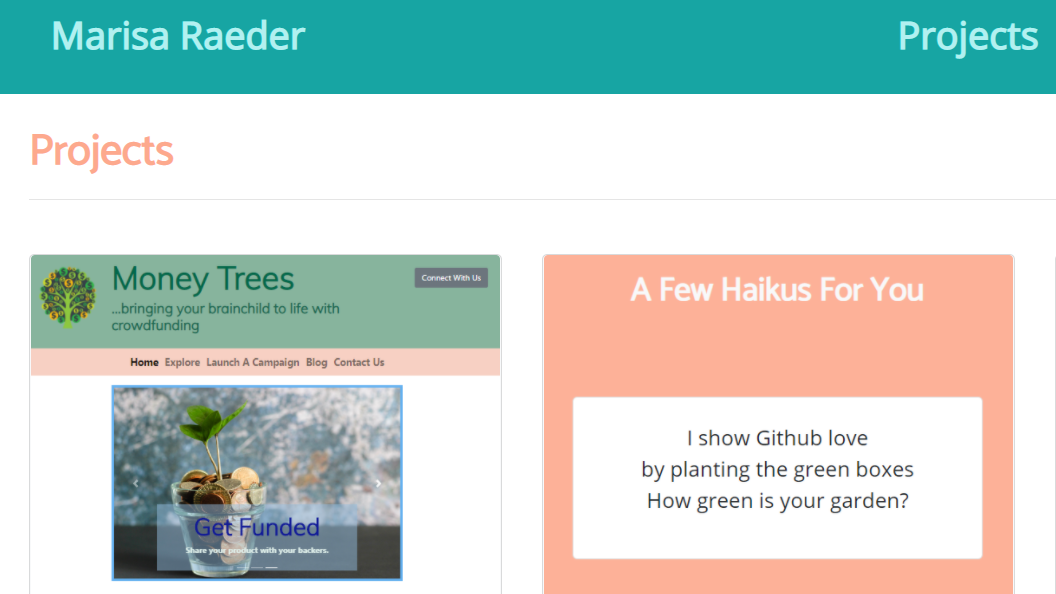 Marisa Raeder
Projects
Projects
Money Trees
...bringing your brainchild to life with
crowdfunding
Connect With Us
Home Explore Launch A Campaign Blog Contact Us
Get Funded
Share your product with your backers.
A Few Haikus For You
I show Github love
by planting the green boxes
How green is your garden?